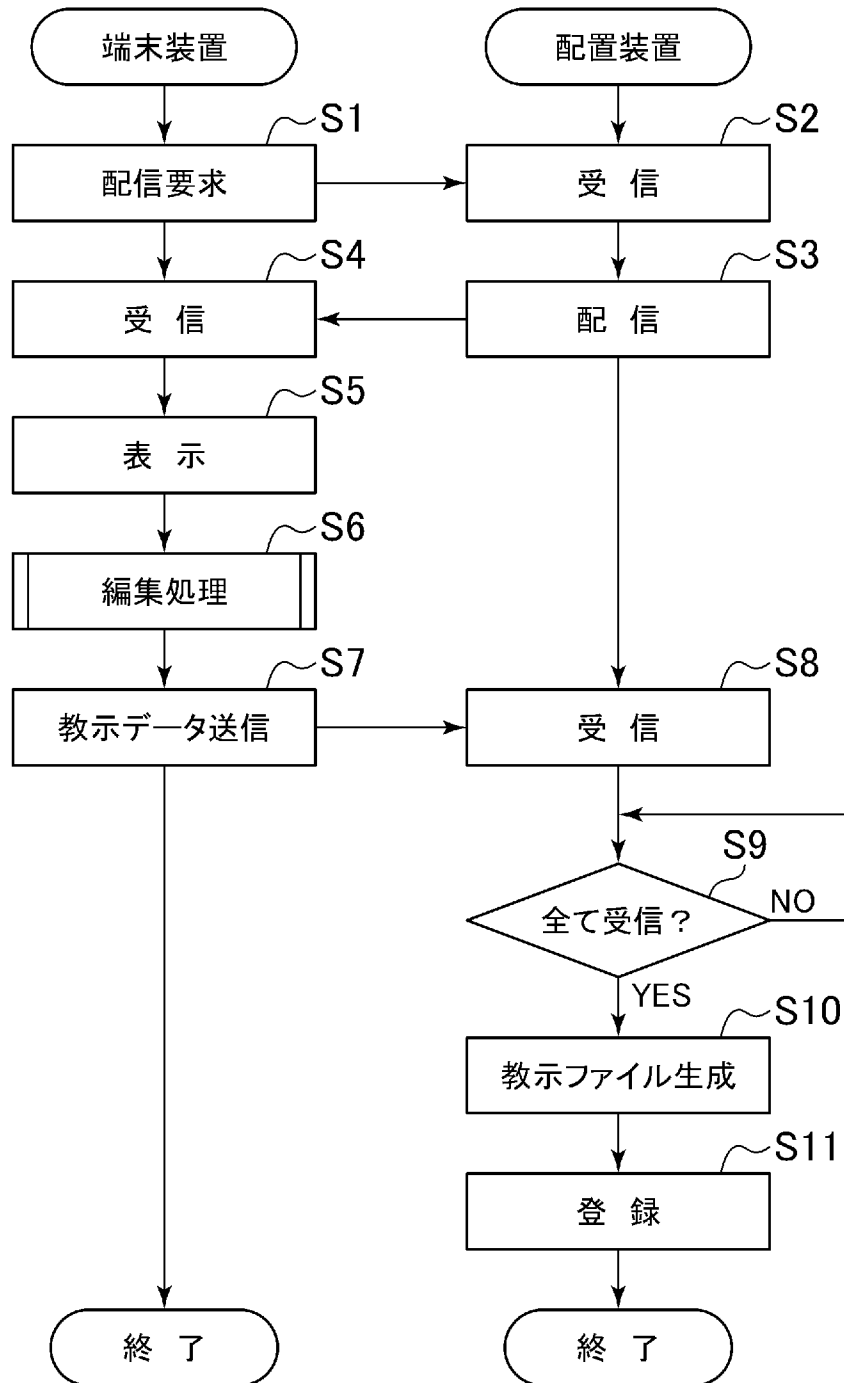 端末装置
配置装置
S1
S2
配信要求
受 信
S4
S3
受 信
配 信
S5
表 示
S6
編集処理
S7
S8
教示データ送信
受 信
S9
全て受信？
NO
YES
S10
教示ファイル生成
S11
登 録
終 了
終 了